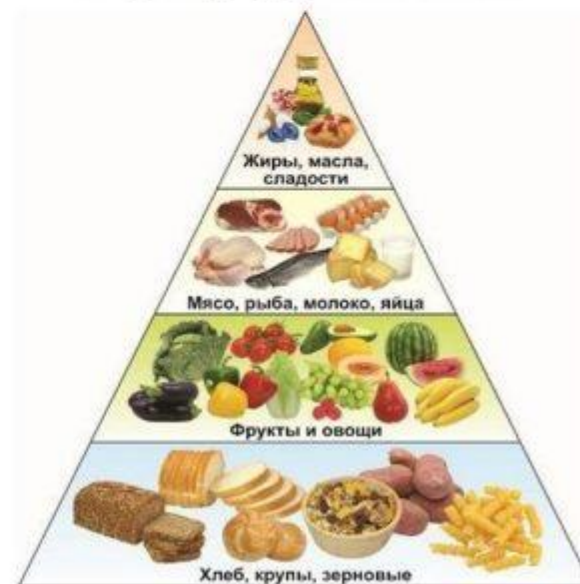 Жиры, масла,
сладости
Мясо, рыба, молоко, яйца
Фрукты и овощи
Хлеб, крупы, зерновые